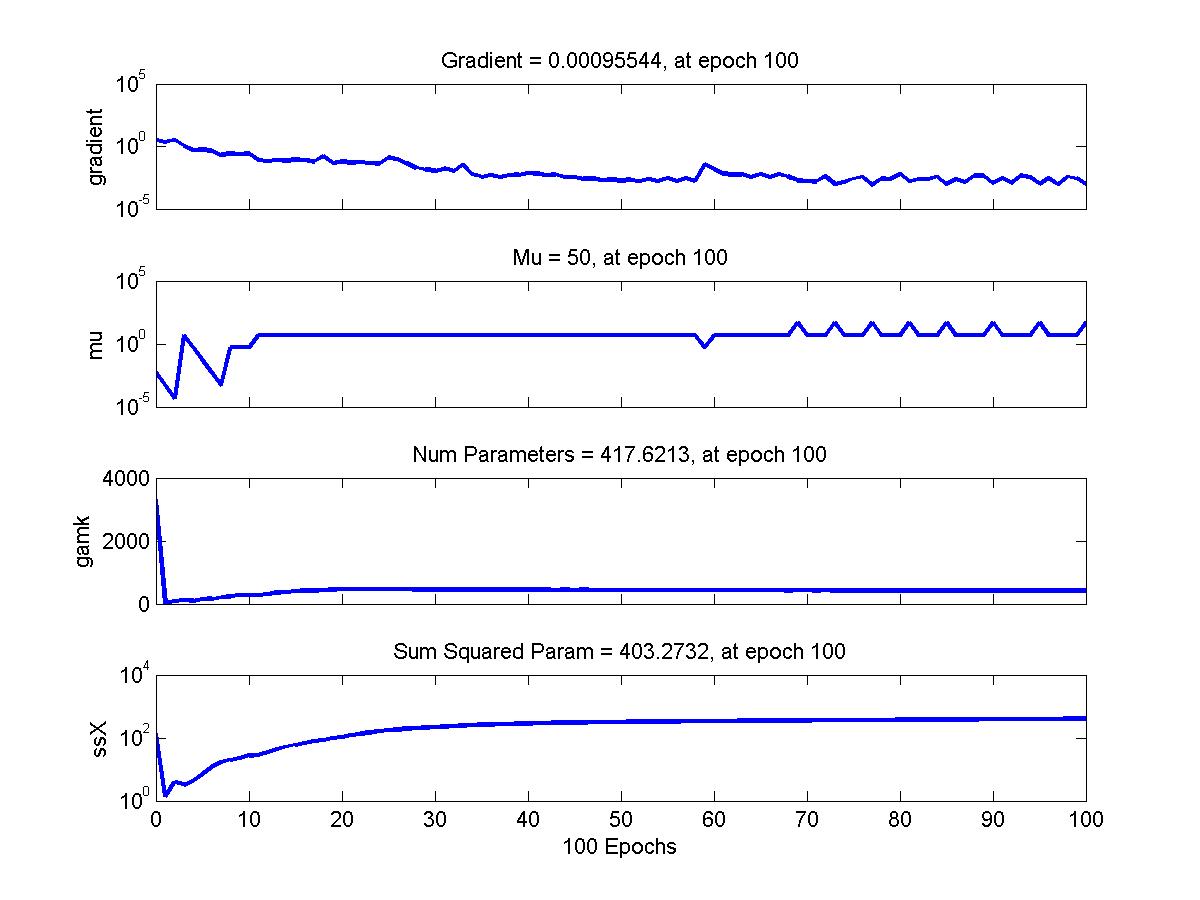 Gradient = 0.00095544, at epoch 100
10^5
10^0
10^-5
gradient
Mu = 50, at epoch 100
10^5
10^0
10^-5
mu
Num Parameters = 417.6213, at epoch 100
4000
2000
0
gamk
Sum Squared Param = 403.2732, at epoch 100
10^4
10^2
10^0
ssX
0 10 20 30 40 50 60 70 80 90 100
100 Epochs